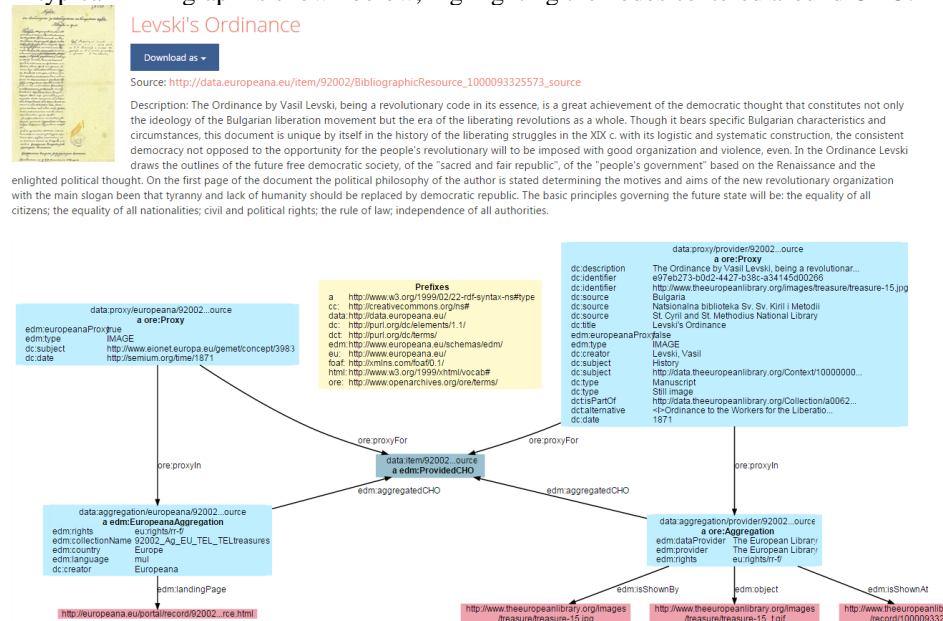 Levski's Ordinance
Download as
Source: http://data.europeana.eu/item/92002/BibliographicResource_1000093325573_source
Description: The Ordinance by Vasil Levski, being a revolutionary code in its essence, is a great achievement of the democratic thought that constitutes not only
the ideology of the Bulgarian liberation movement but the era of the liberating revolutions as a whole. Though it bears specific Bulgarian characteristics and
circumstances, this document is unique by itself in the history of the liberating struggles in the XIX c. with its logistic and systematic construction, the consistent
democracy not opposed to the opportunity for the people's revolutionary will to be imposed with good organization and violence, even. In the Ordinance Levski
draws the outlines of the future free democratic society, of the "sacred and fair republic", of the "people's government" based on the Renaissance and the
enlighted political thought. On the first page of the document the political philosophy of the author is stated determining the motives and aims of the new revolutionary organization
with the main slogan been that tyranny and lack of humanity should be replaced by democratic republic. The basic principles governing the future state will be: the equality of all
citizens; the equality of all nationalities; civil and political rights; the rule of law; independence of all authorities.
data:proxy/europeana/92002...ource
a ore:Proxy
edm:europeanaProxy true
edm:type IMAGE
dc:subject http://www.eionet.europa.eu/gemet/concept/3983
dc:date http://semium.org/time/1871
Prefixes
a http://www.w3.org/1999/02/22-rdf-syntax-ns#type
cc: http://creativecommons.org/ns#
data: http://data.europeana.eu/
dc: http://purl.org/dc/elements/1.1/
dct: http://purl.org/dc/terms/
edm: http://www.europeana.eu/schemas/edm/
eu: http://www.europeana.eu/
foaf: http://xmlns.com/foaf/0.1/
html: http://www.w3.org/1999/xhtml/vocab#
ore: http://www.openarchives.org/ore/terms/
data:proxy/provider/92002...ource
a ore:Proxy
dc:description The Ordinance by Vasil Levski, being a revolutionar...
dc:identifier e97eb273-b0d2-4427-b38c-a34145d00266
dc:identifier http://www.theeuropeanlibrary.org/images/treasure/treasure-15.jpg
dc:source Bulgaria
dc:source Natsionalna biblioteka Sv. Sv. Kiril i Metodii
dc:source St. Cyril and St. Methodius National Library
dc:title Levski's Ordinance
edm:europeanaProxy false
edm:type IMAGE
dc:creator Levski, Vasil
dc:subject History
dc:subject http://data.theeuropeanlibrary.org/Context/10000000...
dc:type Manuscript
dc:type Still image
dct:isPartOf http://data.theeuropeanlibrary.org/Collection/a0062...
dct:alternative <I>Ordinance to the Workers for the Liberatio...
dc:date 1871
ore:proxyFor
ore:proxyFor
data:item/92002...ource
a edm:ProvidedCHO
ore:proxyIn
ore:proxyIn
edm:aggregatedCHO
edm:aggregatedCHO
data:aggregation/europeana/92002...ource
a edm:EuropeanaAggregation
edm:rights eu:rights/rr-f/
edm:collectionName 92002_Ag_EU_TEL_TELtreasures
edm:country Europe
edm:language mul
dc:creator Europeana
data:aggregation/provider/92002...ource
a ore:Aggregation
edm:dataProvider The European Library
edm:provider The European Library
edm:rights eu:rights/rr-f/
edm:landingPage
edm:isShownBy
edm:object
edm:isShownAt
http://europeana.eu/portal/record/92002...rce.html
http://www.theeuropeanlibrary.org/images
/treasure/treasure-15.jpg
http://www.theeuropeanlibrary.org/images
/treasure/treasure-15_t.gif
http://www.theeurope
/record/100009332